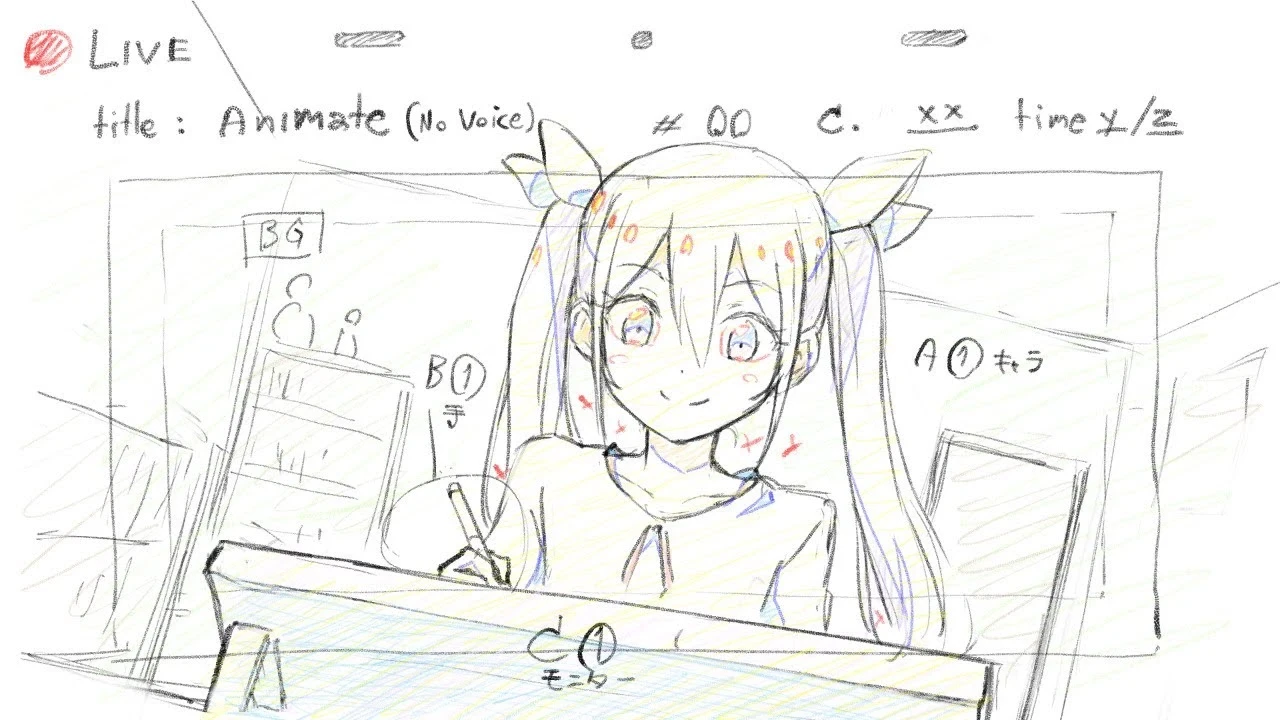 LIVE
title : Animate (No Voice) # 00 C. xx time y/z
BG
B① 
手
A① キャラ
C①
モニター